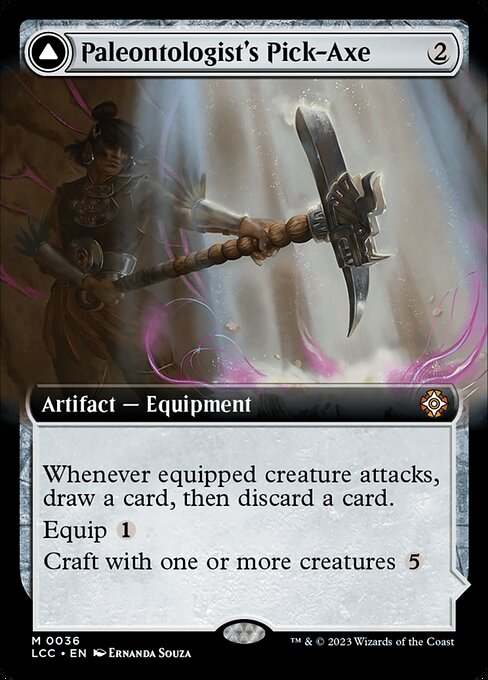 Paleontologist's Pick-Axe 2
Artifact — Equipment
Whenever equipped creature attacks,
draw a card, then discard a card.
Equip 1
Craft with one or more creatures 5
M 0036
™ & © 2023 Wizards of the Coast
LCC • EN Ernanda Souza